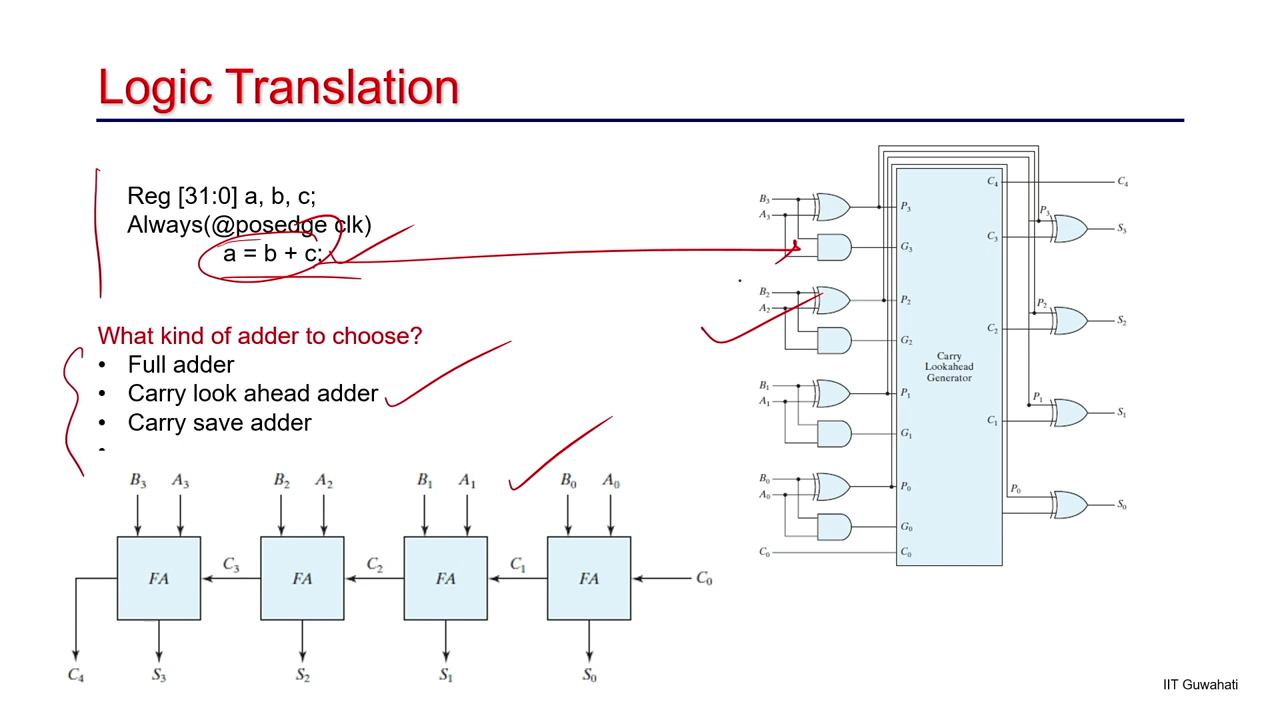 Logic Translation
Reg [31:0] a, b, c;
Always(@posedge clk)
a = b + c;
What kind of adder to choose?
• Full adder
• Carry look ahead adder
• Carry save adder
•
B₃ A₃ B₂ A₂ B₁ A₁ B₀ A₀
FA C₃ FA C₂ FA C₁ FA C₀
C₄ S₃ S₂ S₁ S₀
C₄ C₄
B₃
A₃
P₃
P₃
S₃
C₃
G₃
B₂
A₂
P₂
P₂
S₂
C₂
G₂
Carry
Lookahead
Generator
B₁
A₁
P₁
P₁
S₁
C₁
G₁
B₀
A₀
P₀
P₀
S₀
G₀
C₀ C₀
IIT Guwahati